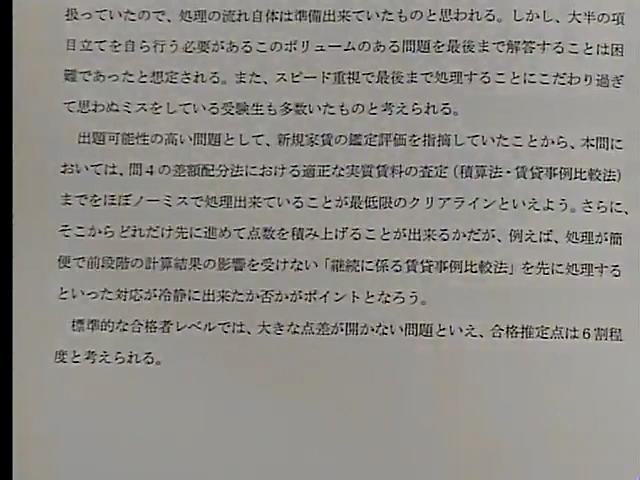 扱っていたので、処理の流れ自体は準備出来ていたものと思われる。しかし、大半の項
目立てを自ら行う必要があるこのボリュームのある問題を最後まで解答することは困
難であったと想定される。また、スピード重視で最後まで処理することにこだわり過ぎ
て思わぬミスをしている受験生も多数いたものと考えられる。
出題可能性の高い問題として、新規家賃の鑑定評価を指摘していたことから、本問に
おいては、問４の差額配分法における適正な実質賃料の査定（積算法・賃貸事例比較法）
までをほぼノーミスで処理出来ていることが最低限のクリアラインといえよう。さらに、
そこからどれだけ先に進めて点数を積み上げることが出来るかだが、例えば、処理が簡
便で前段階の計算結果の影響を受けない「継続に係る賃貸事例比較法」を先に処理する
といった対応が冷静に出来たか否かがポイントとなろう。
標準的な合格者レベルでは、大きな点差が開かない問題といえ、合格推定点は６割程
度と考えられる。